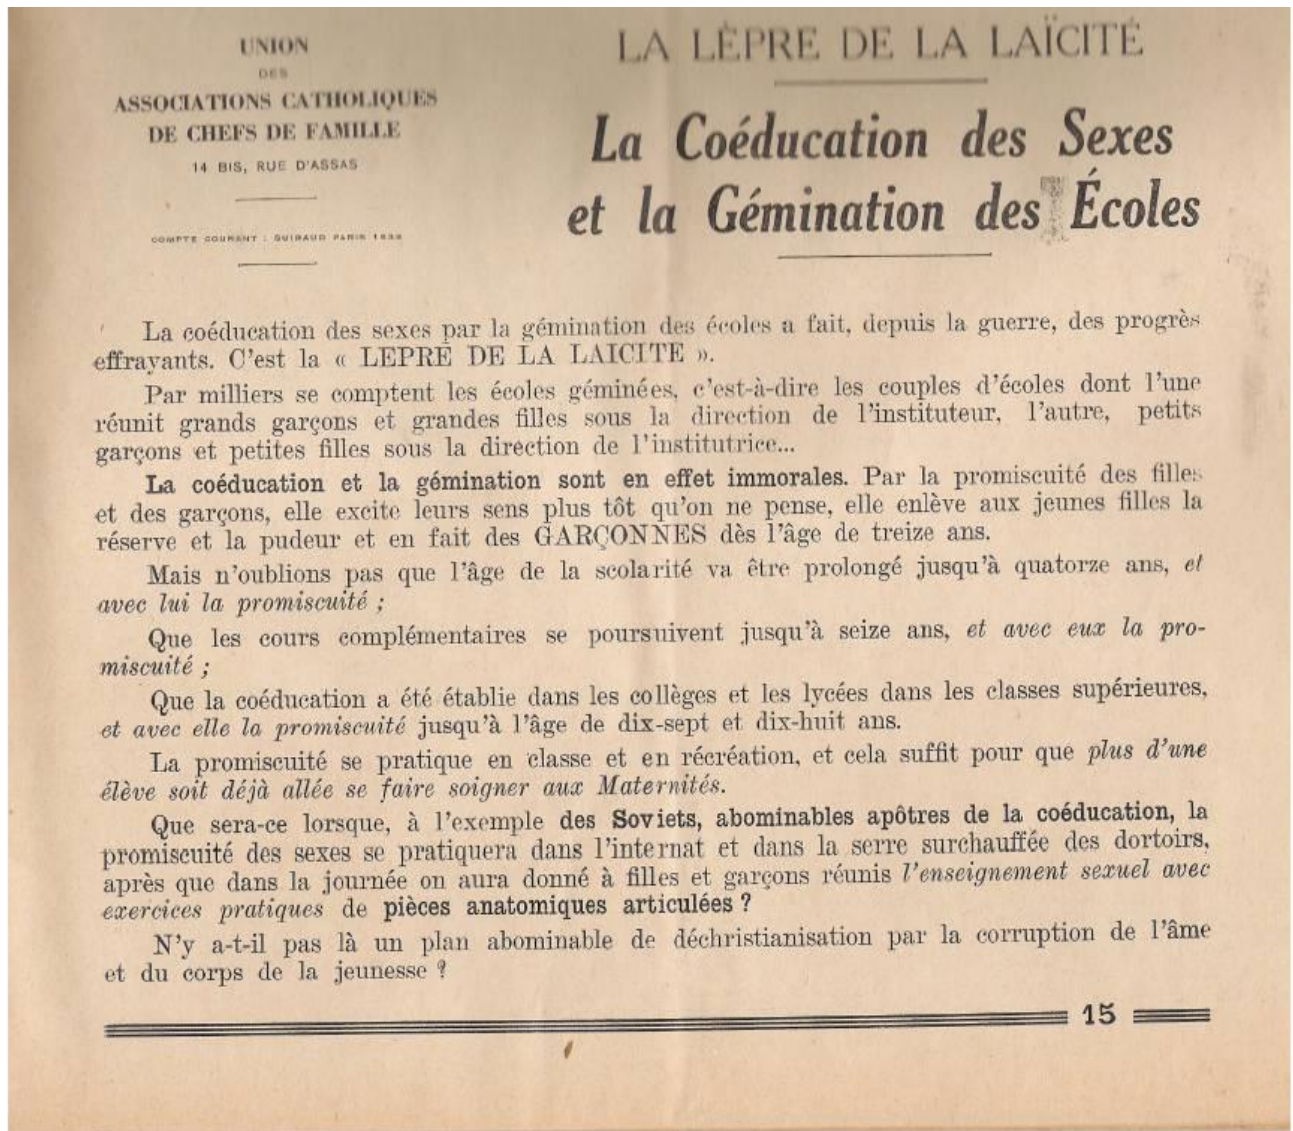 UNION
DES
ASSOCIATIONS CATHOLIQUES
DE CHEFS DE FAMILLE
14 BIS, RUE D'ASSAS
COMPTE COURANT : GUIRAUD PARIS
LA LÈPRE DE LA LAÏCITÉ
La Coéducation des Sexes
et la Gémination des Écoles
La coéducation des sexes par la gémination des écoles a fait, depuis la guerre, des progrès
effrayants. C'est la « LEPRE DE LA LAICITE ».
Par milliers se comptent les écoles géminées, c'est-à-dire les couples d'écoles dont l'une
réunit grands garçons et grandes filles sous la direction de l'instituteur, l'autre, petits
garçons et petites filles sous la direction de l'institutrice...
La coéducation et la gémination sont en effet immorales. Par la promiscuité des filles
et des garçons, elle excite leurs sens plus tôt qu'on ne pense, elle enlève aux jeunes filles la
réserve et la pudeur et en fait des GARÇONNES dès l'âge de treize ans.
Mais n'oublions pas que l'âge de la scolarité va être prolongé jusqu'à quatorze ans, et
avec lui la promiscuité ;
Que les cours complémentaires se poursuivent jusqu'à seize ans, et avec eux la pro-
miscuité ;
Que la coéducation a été établie dans les collèges et les lycées dans les classes supérieures,
et avec elle la promiscuité jusqu'à l'âge de dix-sept et dix-huit ans.
La promiscuité se pratique en classe et en récréation, et cela suffit pour que plus d'une
élève soit déjà allée se faire soigner aux Maternités.
Que sera-ce lorsque, à l'exemple des Soviets, abominables apôtres de la coéducation, la
promiscuité des sexes se pratiquera dans l'internat et dans la serre surchauffée des dortoirs,
après que dans la journée on aura donné à filles et garçons réunis l'enseignement sexuel avec
exercices pratiques de pièces anatomiques articulées ?
N'y a-t-il pas là un plan abominable de déchristianisation par la corruption de l'âme
et du corps de la jeunesse ?
15